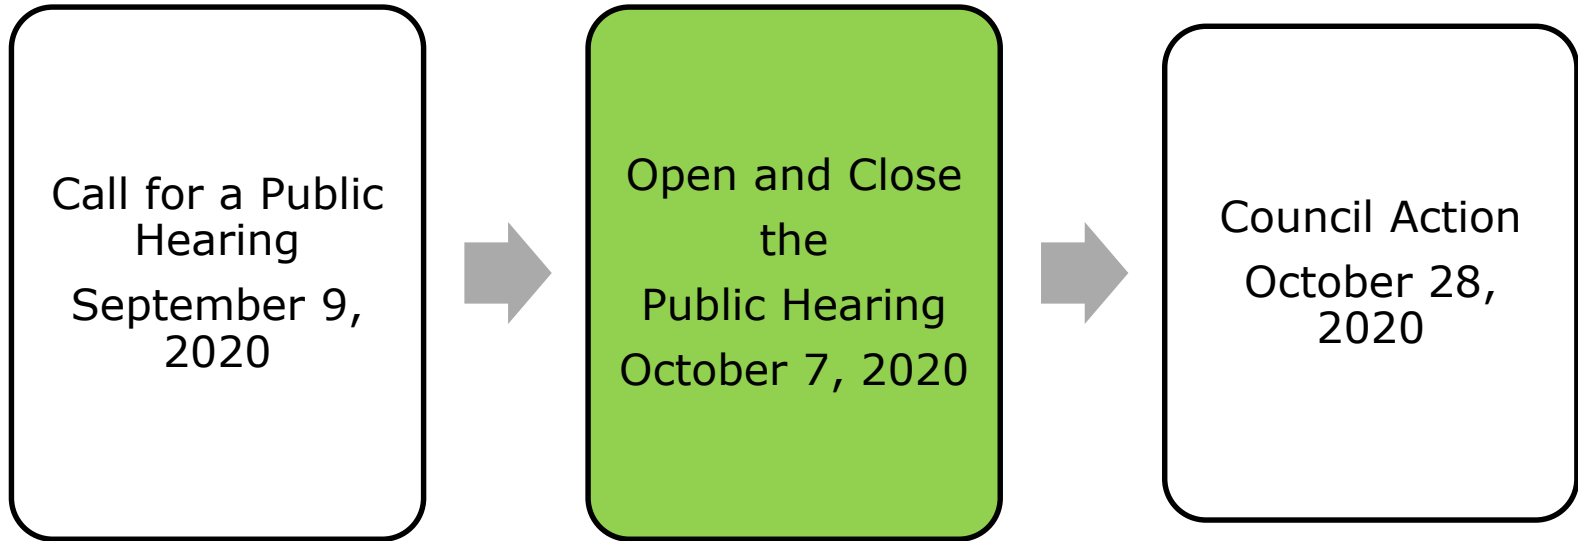 Call for a Public
Hearing
September 9,
2020
Open and Close
the
Public Hearing
October 7, 2020
Council Action
October 28,
2020